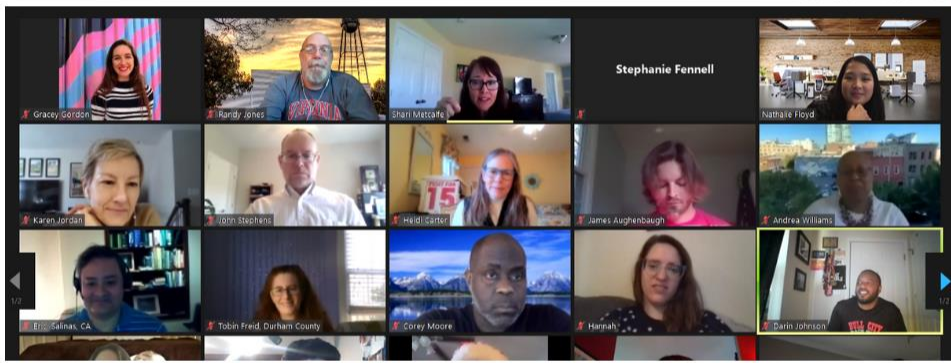 Gracey Gordon
Randy Jones
Shari Metcalfe
Stephanie Fennell
Nathalie Floyd
Karen Jordan
John Stephens
Heidi Carter
FIGHT FOR
15
James Aughenbaugh
Andrea Williams
1/2
Eric Salinas, CA
Tobin Freid, Durham County
Corey Moore
Hannah
Darin Johnson
BULL CITY
1/2